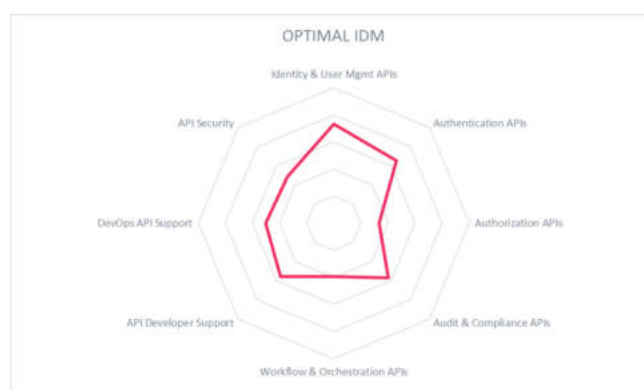 OPTIMAL IDM
Identity & User Mgmt APIs
API Security
Authentication APIs
DevOps API Support
Authorization APIs
API Developer Support
Audit & Compliance APIs
Workflow & Orchestration APIs